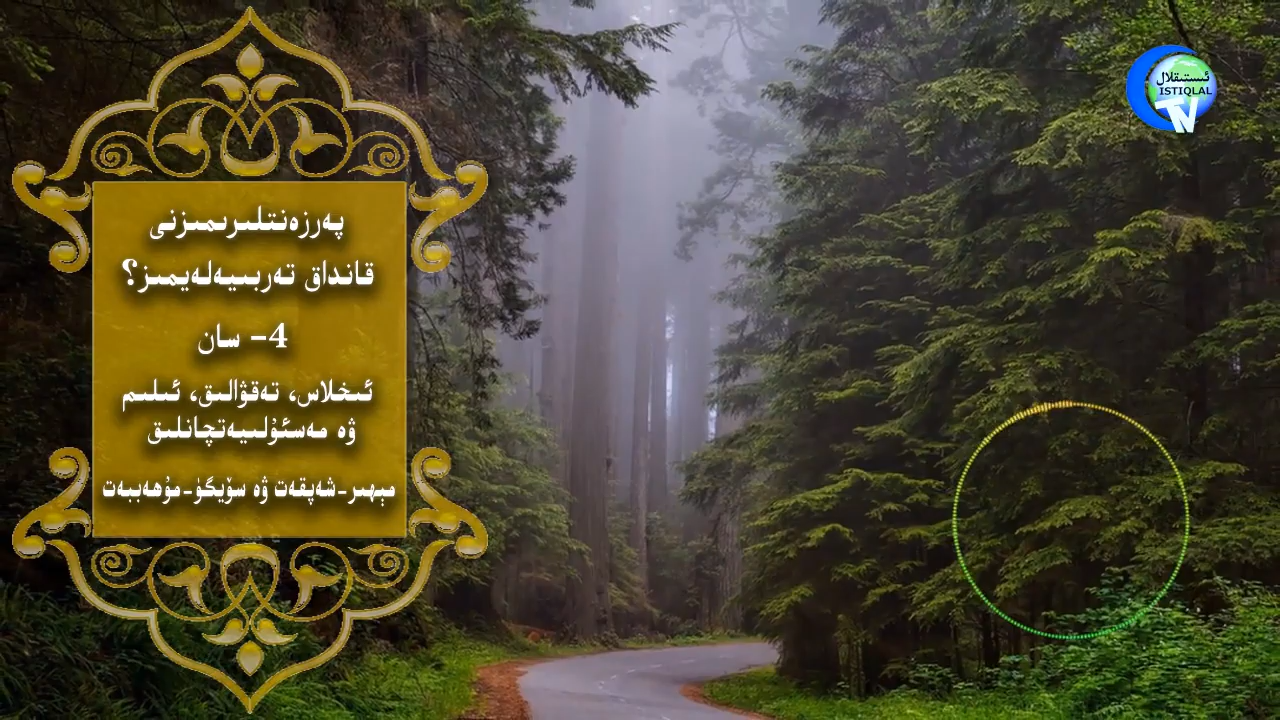 پەرزەنتلىرىمىزنى
قانداق تەربىيەلەيمىز؟
4- سان
ئىخلاس، تەقۋالىق، ئىلىم
ۋە مەسئۇلىيەتچانلىق
مېھىر-شەپقەت ۋە سۆيگۈ-مۇھەببەت
ئىستىقلال
ISTIQLAL
TV